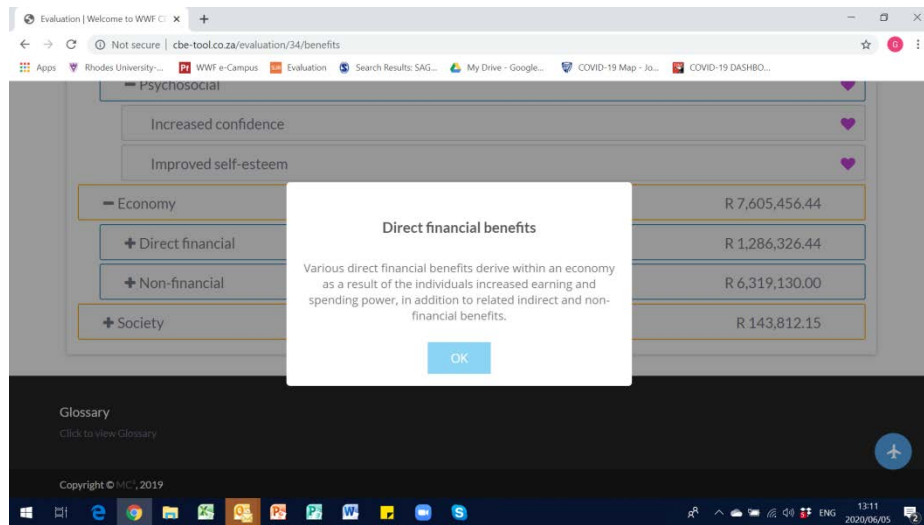 Evaluation | Welcome to WWF C
Not secure | cbe-tool.co.za/evaluation/34/benefits
Apps Rhodes University-... WWF e-Campus Evaluation Search Results: SAG... My Drive - Google... COVID-19 Map - Jo... COVID-19 DASHBO...
Psychosocial
Increased confidence
Improved self-esteem
Economy R 7,605,456.44
Direct financial R 1,286,326.44
Non-financial R 6,319,130.00
Society R 143,812.15
Direct financial benefits
Various direct financial benefits derive within an economy
as a result of the individuals increased earning and
spending power, in addition to related indirect and non-
financial benefits.
OK
Glossary
Click to view Glossary
Copyright © MC², 2019
ENG 13:11
2020/06/05